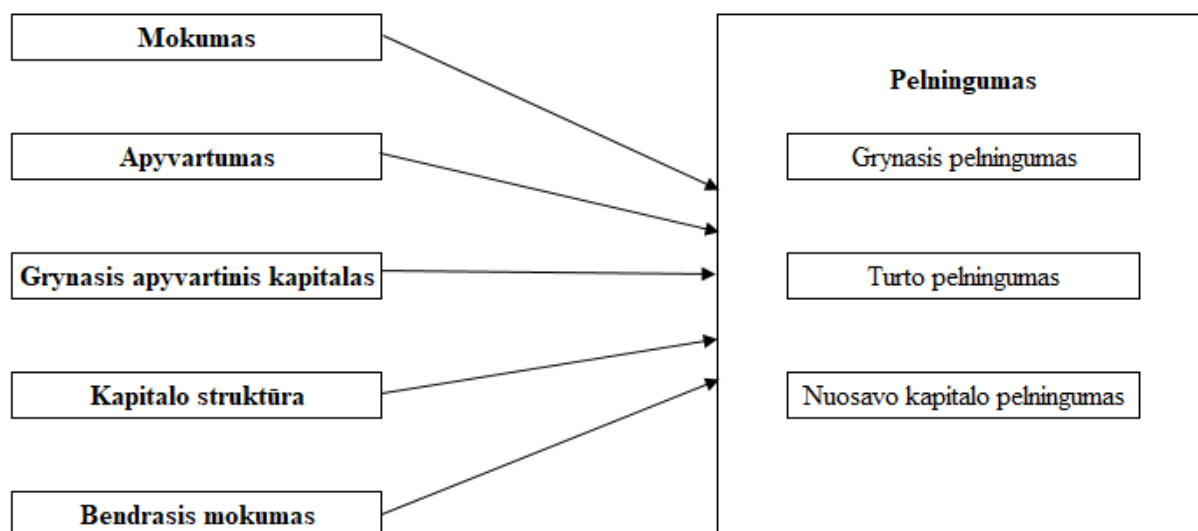 Mokumas
Apyvartumas
Grynasis apyvartinis kapitalas
Kapitalo struktūra
Bendrasis mokumas
Pelningumas
Grynasis pelningumas
Turto pelningumas
Nuosavo kapitalo pelningumas